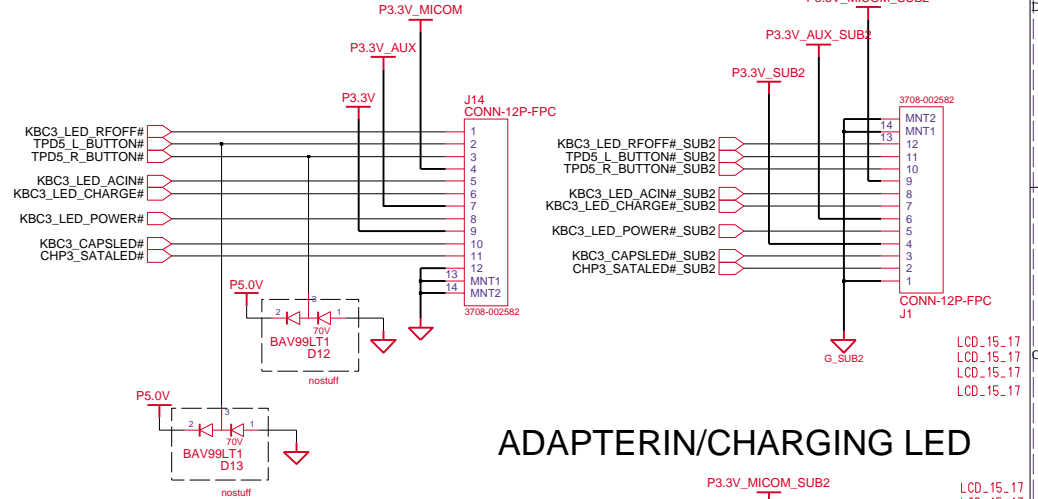 P3.3V_MICOM
P3.3V_AUX
P3.3V
J14
CONN-12P-FPC
KBC3_LED_RFOFF# 1
TPD5_L_BUTTON# 2
TPD5_R_BUTTON# 3
4
KBC3_LED_ACIN# 5
KBC3_LED_CHARGE# 6
7
KBC3_LED_POWER# 8
9
KBC3_CAPSLED# 10
CHP3_SATALED# 11
12
13 MNT1
14 MNT2
3708-002582
P5.0V
3
2 1
70V
BAV99LT1
D12
nostuff
P5.0V
3
2 1
70V
BAV99LT1
D13
nostuff
P3.3V_MICOM_SUB2
P3.3V_AUX_SUB2
P3.3V_SUB2
3708-002582
MNT2
14 MNT1
13
KBC3_LED_RFOFF#_SUB2 12
TPD5_L_BUTTON#_SUB2 11
TPD5_R_BUTTON#_SUB2 10
9
KBC3_LED_ACIN#_SUB2 8
KBC3_LED_CHARGE#_SUB2 7
6
KBC3_LED_POWER#_SUB2 5
4
KBC3_CAPSLED#_SUB2 3
CHP3_SATALED#_SUB2 2
1
CONN-12P-FPC
J1
G_SUB2
LCD_15_17
LCD_15_17
LCD_15_17
LCD_15_17
D
C
ADAPTERIN/CHARGING LED
P3.3V_MICOM_SUB2
LCD_15_17